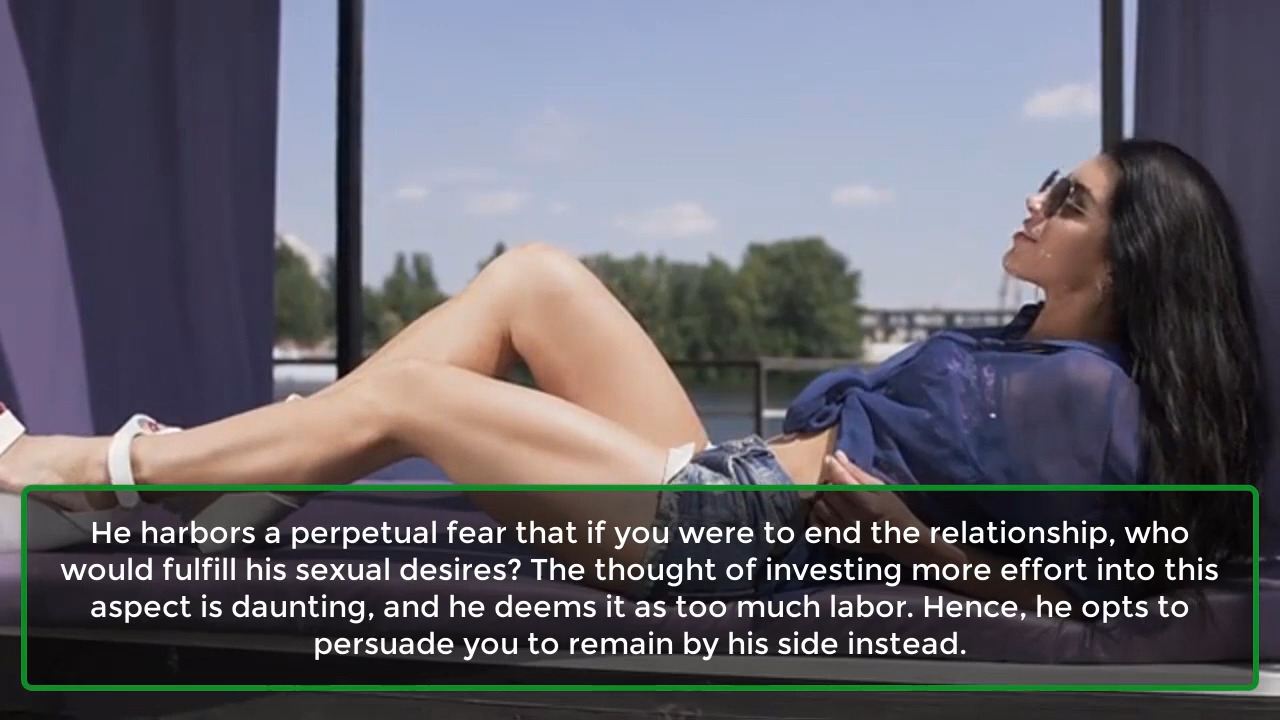 He harbors a perpetual fear that if you were to end the relationship, who
would fulfill his sexual desires? The thought of investing more effort into this
aspect is daunting, and he deems it as too much labor. Hence, he opts to
persuade you to remain by his side instead.